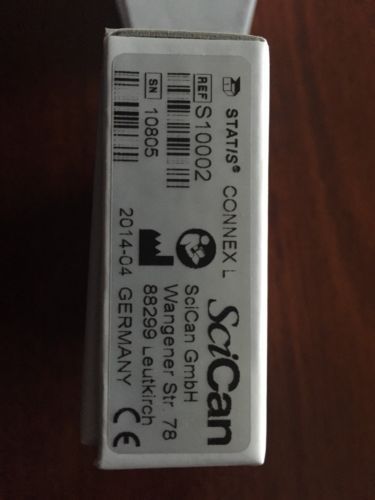 STATIS® CONNEX L
REF S10002
SN 10805
SciCan
SciCan GmbH
Wangener Str. 78
88299 Leutkirch
2014-04 GERMANY
CE